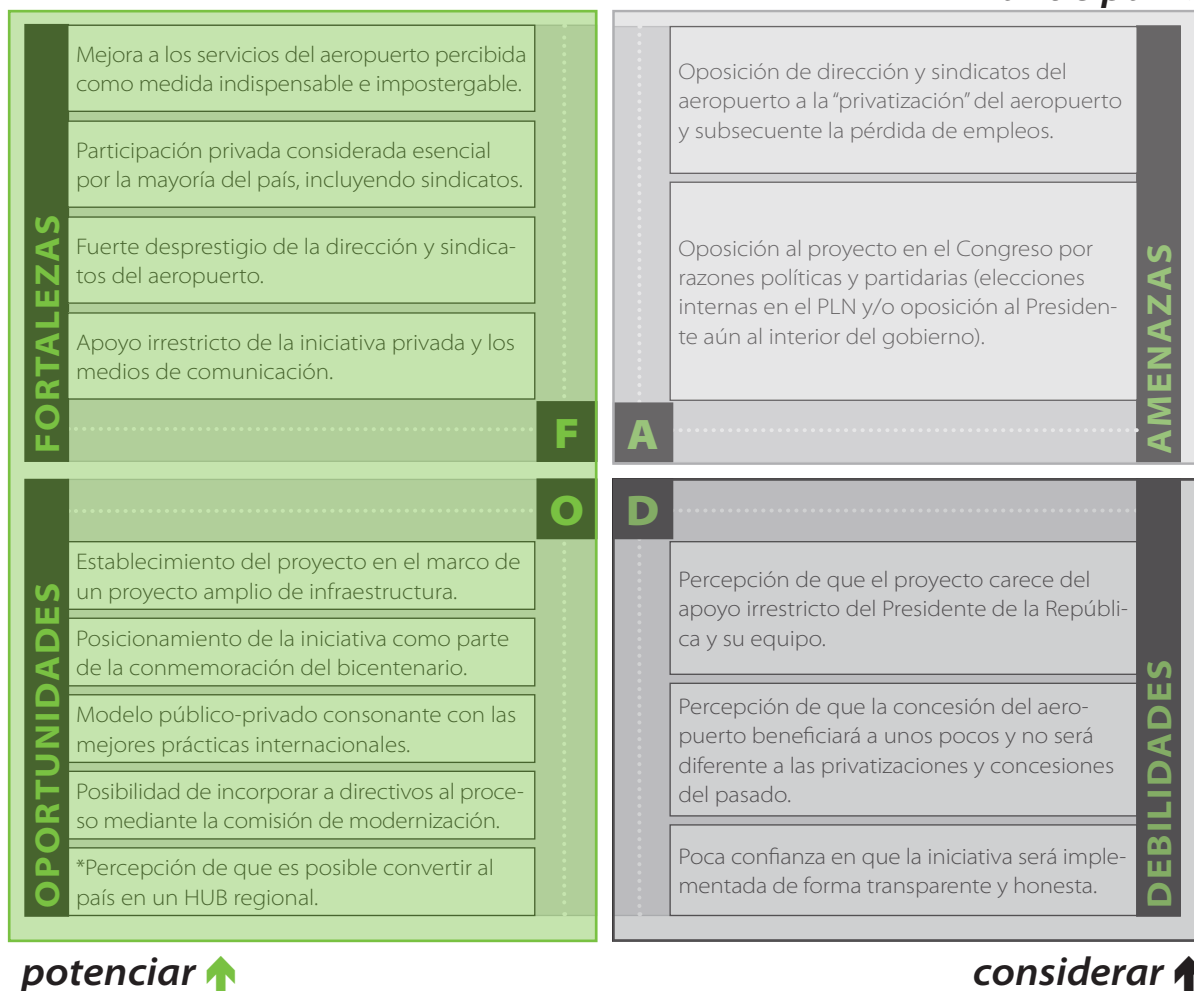 FORTALEZAS
Mejora a los servicios del aeropuerto percibida
como medida indispensable e impostergable.
Participación privada considerada esencial
por la mayoría del país, incluyendo sindicatos.
Fuerte desprestigio de la dirección y sindica-
tos del aeropuerto.
Apoyo irrestricto de la iniciativa privada y los
medios de comunicación.
F
A
Oposición de dirección y sindicatos del
aeropuerto a la “privatización” del aeropuerto
y subsecuente la pérdida de empleos.
Oposición al proyecto en el Congreso por
razones políticas y partidarias (elecciones
internas en el PLN y/o oposición al Presiden-
te aún al interior del gobierno).
AMENAZAS
OPORTUNIDADES
O
Establecimiento del proyecto en el marco de
un proyecto amplio de infraestructura.
Posicionamiento de la iniciativa como parte
de la conmemoración del bicentenario.
Modelo público-privado consonante con las
mejores prácticas internacionales.
Posibilidad de incorporar a directivos al proce-
so mediante la comisión de modernización.
*Percepción de que es posible convertir al
país en un HUB regional.
D
Percepción de que el proyecto carece del
apoyo irrestricto del Presidente de la Repúbli-
ca y su equipo.
Percepción de que la concesión del aero-
puerto beneficiará a unos pocos y no será
diferente a las privatizaciones y concesiones
del pasado.
Poca confianza en que la iniciativa será imple-
mentada de forma transparente y honesta.
DEBILIDADES
potenciar
considerar